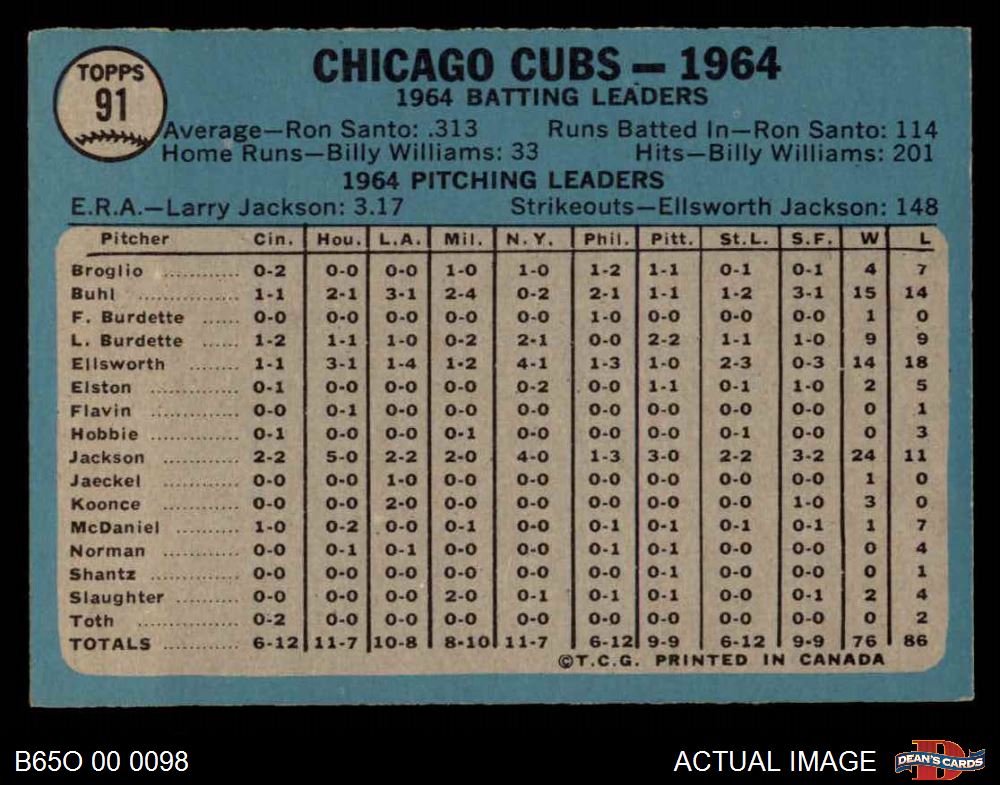 TOPPS
91
CHICAGO CUBS — 1964
1964 BATTING LEADERS
Average—Ron Santo: .313 Runs Batted In—Ron Santo: 114
Home Runs—Billy Williams: 33 Hits—Billy Williams: 201
1964 PITCHING LEADERS
E.R.A.—Larry Jackson: 3.17 Strikeouts—Ellsworth Jackson: 148
Pitcher Cin. Hou. L.A. Mil. N.Y. Phil. Pitt. St.L. S.F. W L
Broglio ............ 0-2 0-0 0-0 1-0 1-0 1-2 1-1 0-1 0-1 4 7
Buhl ................ 1-1 2-1 3-1 2-4 0-2 2-1 1-1 1-2 3-1 15 14
F. Burdette ...... 0-0 0-0 0-0 0-0 0-0 1-0 0-0 0-0 0-0 1 0
L. Burdette ...... 1-2 1-1 1-0 0-2 2-1 0-0 2-2 1-1 1-0 9 9
Ellsworth ........ 1-1 3-1 1-4 1-2 4-1 1-3 1-0 2-3 0-3 14 18
Elston ............ 0-1 0-0 0-0 0-0 0-2 0-0 1-1 0-1 1-0 2 5
Flavin ............ 0-0 0-1 0-0 0-0 0-0 0-0 0-0 0-0 0-0 0 1
Hobbie .............. 0-1 0-0 0-0 0-1 0-0 0-0 0-0 0-1 0-0 0 3
Jackson ............ 2-2 5-0 2-2 2-0 4-0 1-3 3-0 2-2 3-2 24 11
Jaeckel ............ 0-0 0-0 1-0 0-0 0-0 0-0 0-0 0-0 0-0 1 0
Koonce ............ 0-0 0-0 2-0 0-0 0-0 0-0 0-0 0-0 1-0 3 0
McDaniel ............ 1-0 0-2 0-0 0-1 0-0 0-1 0-1 0-1 0-1 1 7
Norman ............ 0-0 0-1 0-1 0-0 0-0 0-1 0-1 0-0 0-0 0 4
Shantz .............. 0-0 0-0 0-0 0-0 0-0 0-0 0-1 0-0 0-0 0 1
Slaughter .......... 0-0 0-0 0-0 2-0 0-1 0-1 0-1 0-0 0-1 2 4
Toth ................ 0-2 0-0 0-0 0-0 0-0 0-0 0-0 0-0 0-0 0 2
TOTALS ............ 6-12 11-7 10-8 8-10 11-7 6-12 9-9 6-12 9-9 76 86
©T.C.G. PRINTED IN CANADA
B65O 00 0098 ACTUAL IMAGE DEAN'S CARDS